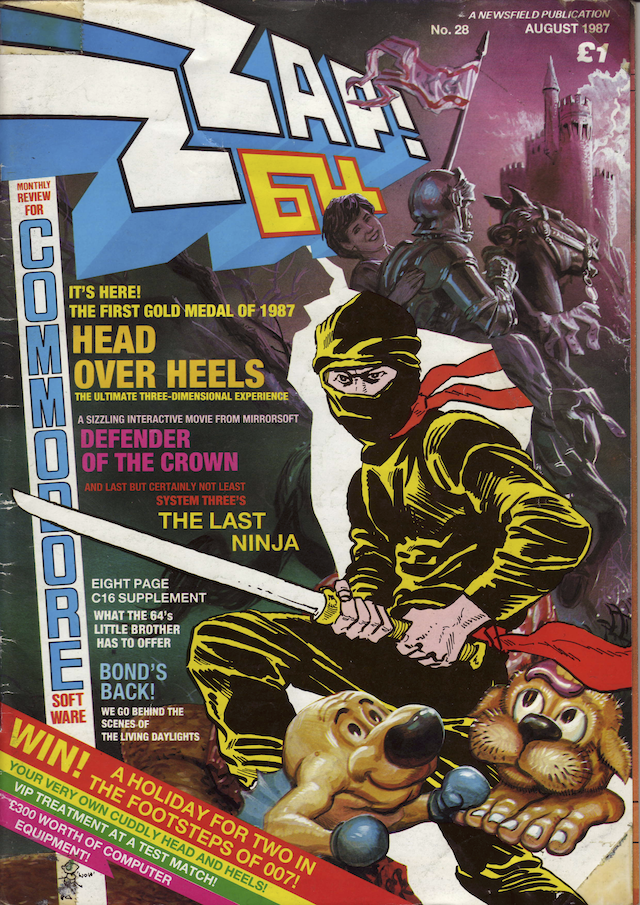 A NEWSFIELD PUBLICATION
No. 28
AUGUST 1987
£1
ZZAP!
64
MONTHLY
REVIEW
FOR
COMMODORE
SOFT
WARE
IT'S HERE!
THE FIRST GOLD MEDAL OF 1987
HEAD
OVER HEELS
THE ULTIMATE THREE-DIMENSIONAL EXPERIENCE
A SIZZLING INTERACTIVE MOVIE FROM MIRRORSOFT
DEFENDER
OF THE CROWN
AND LAST BUT CERTAINLY NOT LEAST
SYSTEM THREE'S
THE LAST
NINJA
EIGHT PAGE
C16 SUPPLEMENT
WHAT THE 64's
LITTLE BROTHER
HAS TO OFFER
BOND'S
BACK!
WE GO BEHIND THE
SCENES OF
THE LIVING DAYLIGHTS
WIN! A HOLIDAY FOR TWO IN
THE FOOTSTEPS OF 007!
YOUR VERY OWN CUDDLY HEAD AND HEELS!
VIP TREATMENT AT A TEST MATCH!
£300 WORTH OF COMPUTER
EQUIPMENT!